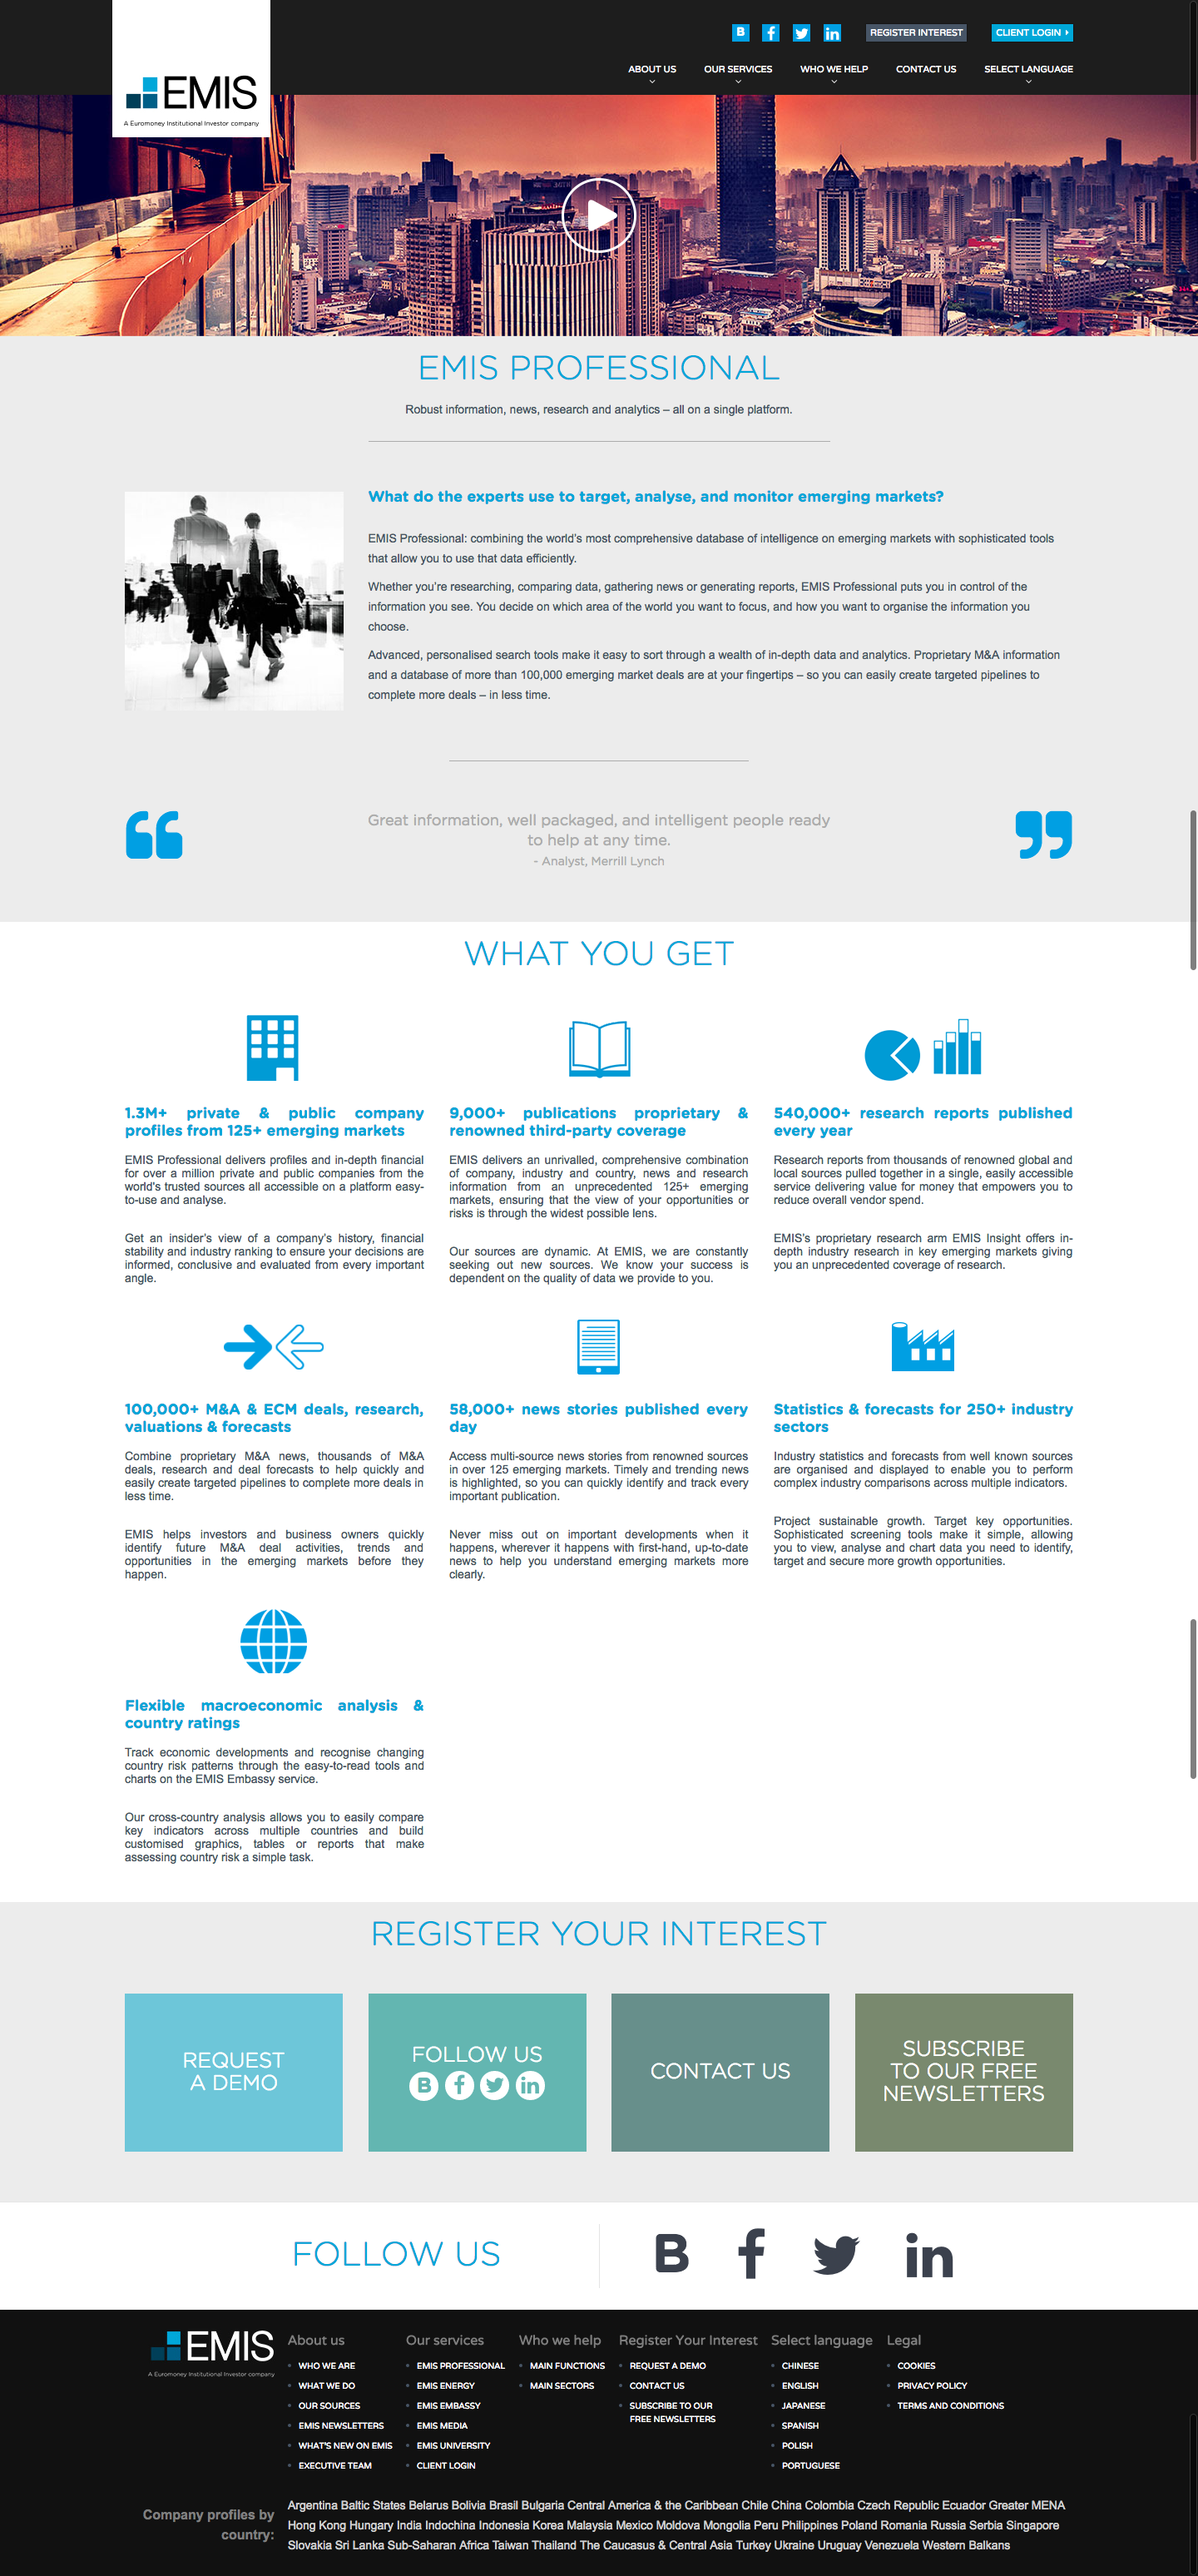 B
REGISTER INTEREST
CLIENT LOGIN
ABOUT US
OUR SERVICES
WHO WE HELP
CONTACT US
SELECT LANGUAGE
EMIS
A Euromoney Institutional Investor company
EMIS PROFESSIONAL
Robust information, news, research and analytics – all on a single platform.
What do the experts use to target, analyse, and monitor emerging markets?
EMIS Professional: combining the world's most comprehensive database of intelligence on emerging markets with sophisticated tools
that allow you to use that data efficiently.
Whether you're researching, comparing data, gathering news or generating reports, EMIS Professional puts you in control of the
information you see. You decide on which area of the world you want to focus, and how you want to organise the information you
choose.
Advanced, personalised search tools make it easy to sort through a wealth of in-depth data and analytics. Proprietary M&A information
and a database of more than 100,000 emerging market deals are at your fingertips – so you can easily create targeted pipelines to
complete more deals – in less time.
Great information, well packaged, and intelligent people ready
to help at any time.
- Analyst, Merrill Lynch
WHAT YOU GET
1.3M+ private & public company
profiles from 125+ emerging markets
EMIS Professional delivers profiles and in-depth financial
for over a million private and public companies from the
world's trusted sources all accessible on a platform easy-
to-use and analyse.
Get an insider's view of a company's history, financial
stability and industry ranking to ensure your decisions are
informed, conclusive and evaluated from every important
angle.
9,000+ publications proprietary &
renowned third-party coverage
EMIS delivers an unrivalled, comprehensive combination
of company, industry and country, news and research
information from an unprecedented 125+ emerging
markets, ensuring that the view of your opportunities or
risks is through the widest possible lens.
Our sources are dynamic. At EMIS, we are constantly
seeking out new sources. We know your success is
dependent on the quality of data we provide to you.
540,000+ research reports published
every year
Research reports from thousands of renowned global and
local sources pulled together in a single, easily accessible
service delivering value for money that empowers you to
reduce overall vendor spend.
EMIS's proprietary research arm EMIS Insight offers in-
depth industry research in key emerging markets giving
you an unprecedented coverage of research.
100,000+ M&A & ECM deals, research,
valuations & forecasts
Combine proprietary M&A news, thousands of M&A
deals, research and deal forecasts to help quickly and
easily create targeted pipelines to complete more deals in
less time.
EMIS helps investors and business owners quickly
identify future M&A deal activities, trends and
opportunities in the emerging markets before they
happen.
58,000+ news stories published every
day
Access multi-source news stories from renowned sources
in over 125 emerging markets. Timely and trending news
is highlighted, so you can quickly identify and track every
important publication.
Never miss out on important developments when it
happens, wherever it happens with first-hand, up-to-date
news to help you understand emerging markets more
clearly.
Statistics & forecasts for 250+ industry
sectors
Industry statistics and forecasts from well known sources
are organised and displayed to enable you to perform
complex industry comparisons across multiple indicators.
Project sustainable growth. Target key opportunities.
Sophisticated screening tools make it simple, allowing
you to view, analyse and chart data you need to identify,
target and secure more growth opportunities.
Flexible macroeconomic analysis &
country ratings
Track economic developments and recognise changing
country risk patterns through the easy-to-read tools and
charts on the EMIS Embassy service.
Our cross-country analysis allows you to easily compare
key indicators across multiple countries and build
customised graphics, tables or reports that make
assessing country risk a simple task.
REGISTER YOUR INTEREST
REQUEST
A DEMO
FOLLOW US
CONTACT US
SUBSCRIBE
TO OUR FREE
NEWSLETTERS
FOLLOW US
B f in
EMIS
A Euromoney Institutional Investor company
About us
WHO WE ARE
WHAT WE DO
OUR SOURCES
EMIS NEWSLETTERS
WHAT'S NEW ON EMIS
EXECUTIVE TEAM
Our services
EMIS PROFESSIONAL
EMIS ENERGY
EMIS EMBASSY
EMIS MEDIA
EMIS UNIVERSITY
CLIENT LOGIN
Who we help
MAIN FUNCTIONS
MAIN SECTORS
Register Your Interest
REQUEST A DEMO
CONTACT US
SUBSCRIBE TO OUR
FREE NEWSLETTERS
Select language
CHINESE
ENGLISH
JAPANESE
SPANISH
POLISH
PORTUGUESE
Legal
COOKIES
PRIVACY POLICY
TERMS AND CONDITIONS
Company profiles by
country:
Argentina Baltic States Belarus Bolivia Brasil Bulgaria Central America & the Caribbean Chile China Colombia Czech Republic Ecuador Greater MENA
Hong Kong Hungary India Indochina Indonesia Korea Malaysia Mexico Moldova Mongolia Peru Philippines Poland Romania Russia Serbia Singapore
Slovakia Sri Lanka Sub-Saharan Africa Taiwan Thailand The Caucasus & Central Asia Turkey Ukraine Uruguay Venezuela Western Balkans